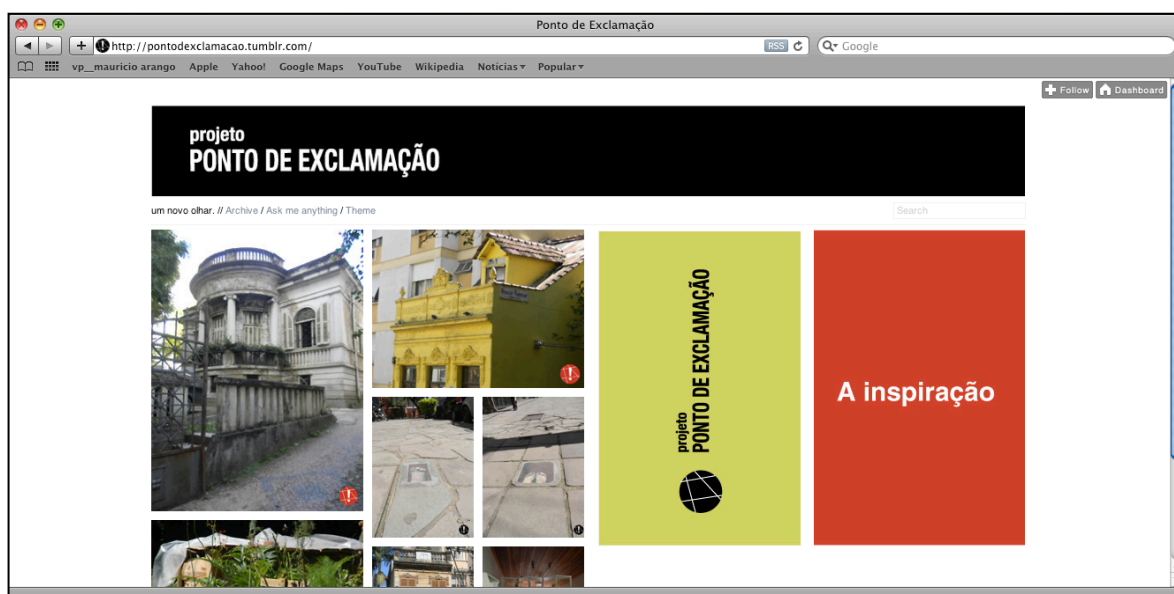 Ponto de Exclamação
http://pontodexclamacao.tumblr.com/
RSS
Google
vp__mauricio arango Apple Yahoo! Google Maps YouTube Wikipedia Notícias Popular
Follow Dashboard
projeto
PONTO DE EXCLAMAÇÃO
um novo olhar. // Archive / Ask me anything / Theme
Search
projeto
PONTO DE EXCLAMAÇÃO
A inspiração